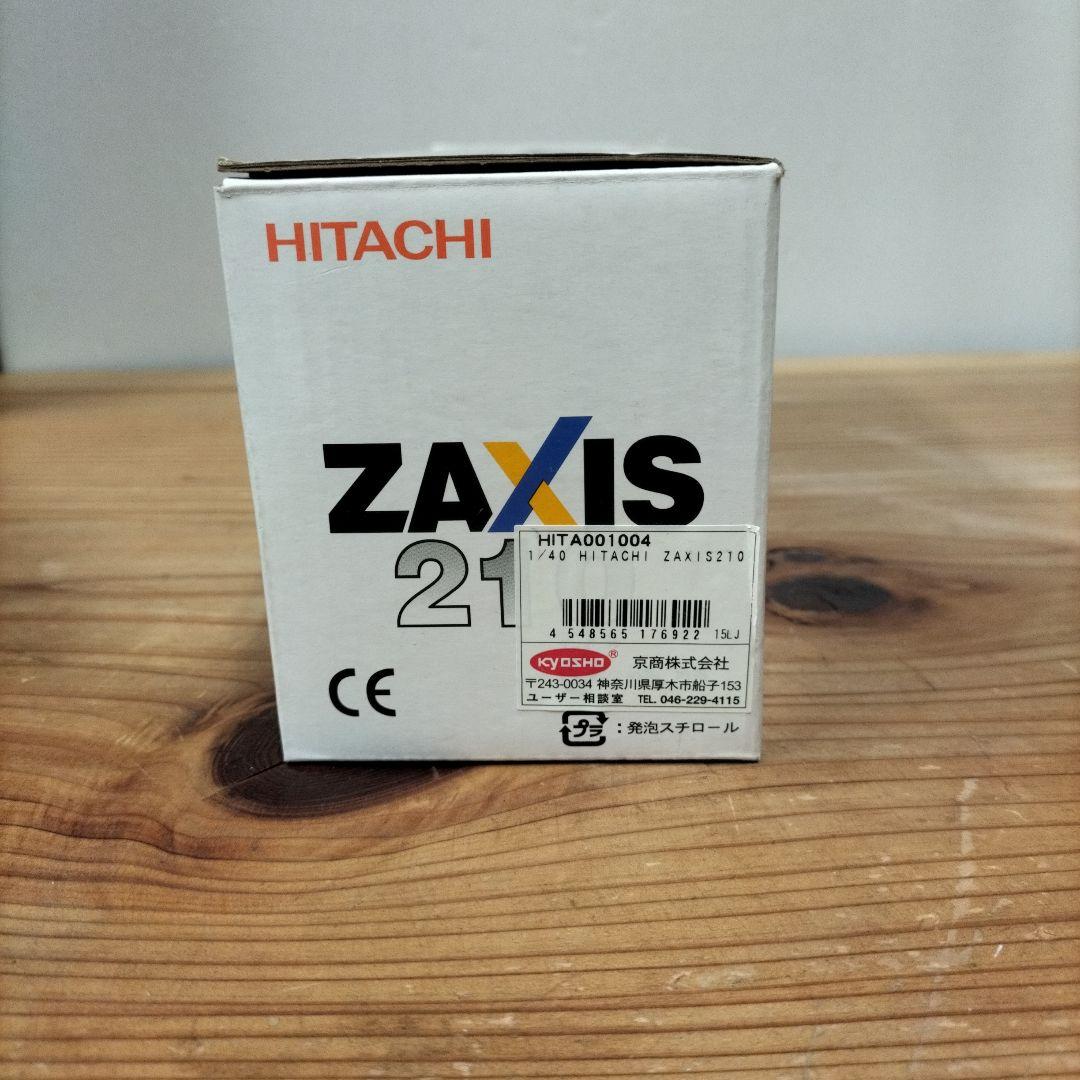 HITACHI
ZAXIS
21
HITA001004
1/40 HITACHI ZAXIS210
4 548565 176922 15LJ
KYOSHO® 京商株式会社
〒243-0034 神奈川県厚木市船子153
ユーザー相談室 TEL. 046-229-4115
CE
プラ : 発泡スチロール